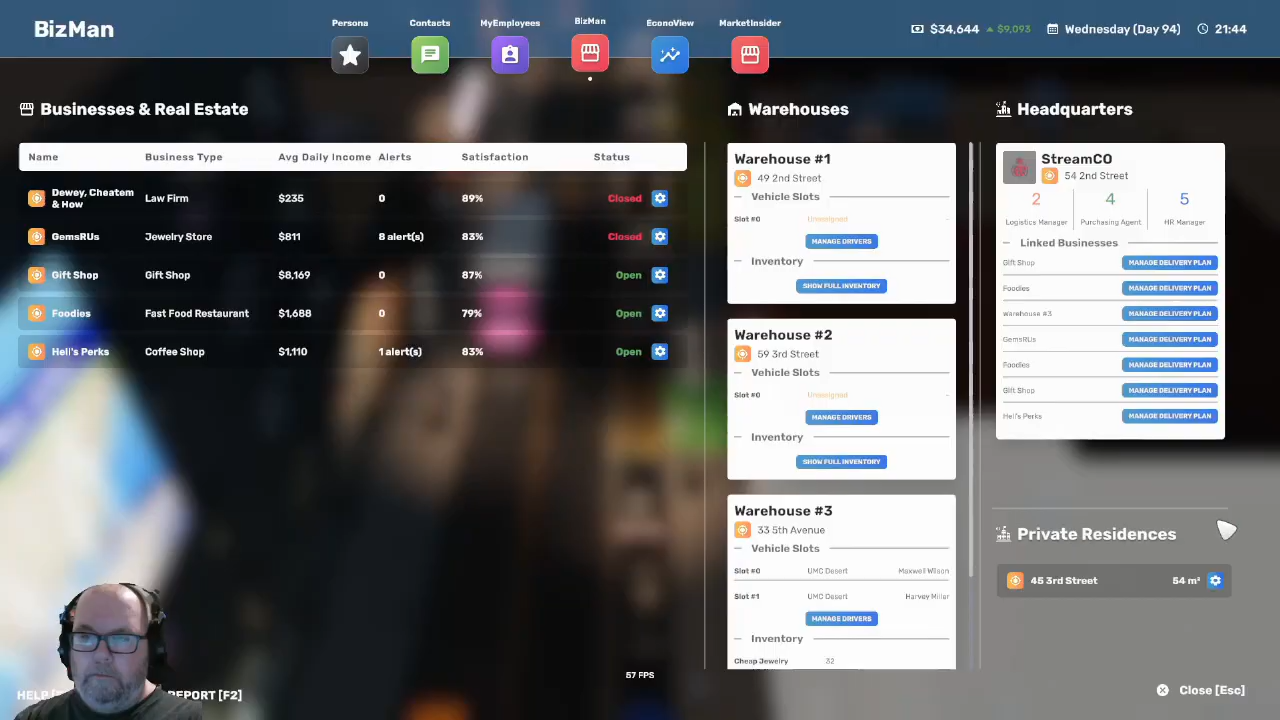 BizMan
Persona
Contacts
MyEmployees
BizMan
EconoView
MarketInsider
$34,644 $9,093 Wednesday (Day 94) 21:44
Businesses & Real Estate
Name Business Type Avg Daily Income Alerts Satisfaction Status
Dewey, Cheatem & How Law Firm $235 0 89% Closed
GemsRUs Jewelry Store $811 8 alert(s) 83% Closed
Gift Shop Gift Shop $8,169 0 87% Open
Foodies Fast Food Restaurant $1,688 0 79% Open
Hell's Perks Coffee Shop $1,110 1 alert(s) 83% Open
Warehouses
Warehouse #1
49 2nd Street
Vehicle Slots
Slot #0 Unassigned -
MANAGE DRIVERS
Inventory
SHOW FULL INVENTORY
Warehouse #2
59 3rd Street
Vehicle Slots
Slot #0 Unassigned -
MANAGE DRIVERS
Inventory
SHOW FULL INVENTORY
Warehouse #3
33 5th Avenue
Vehicle Slots
Slot #0 UMC Desert Maxwell Wilson
Slot #1 UMC Desert Harvey Miller
MANAGE DRIVERS
Inventory
Cheap Jewelry 32
Headquarters
StreamCO
54 2nd Street
2 4 5
Logistics Manager Purchasing Agent HR Manager
Linked Businesses
Gift Shop MANAGE DELIVERY PLAN
Foodies MANAGE DELIVERY PLAN
Warehouse #3 MANAGE DELIVERY PLAN
GemsRUs MANAGE DELIVERY PLAN
Foodies MANAGE DELIVERY PLAN
Gift Shop MANAGE DELIVERY PLAN
Hell's Perks MANAGE DELIVERY PLAN
Private Residences
45 3rd Street 54 m²
57 FPS
HELP REPORT [F2]
Close [Esc]